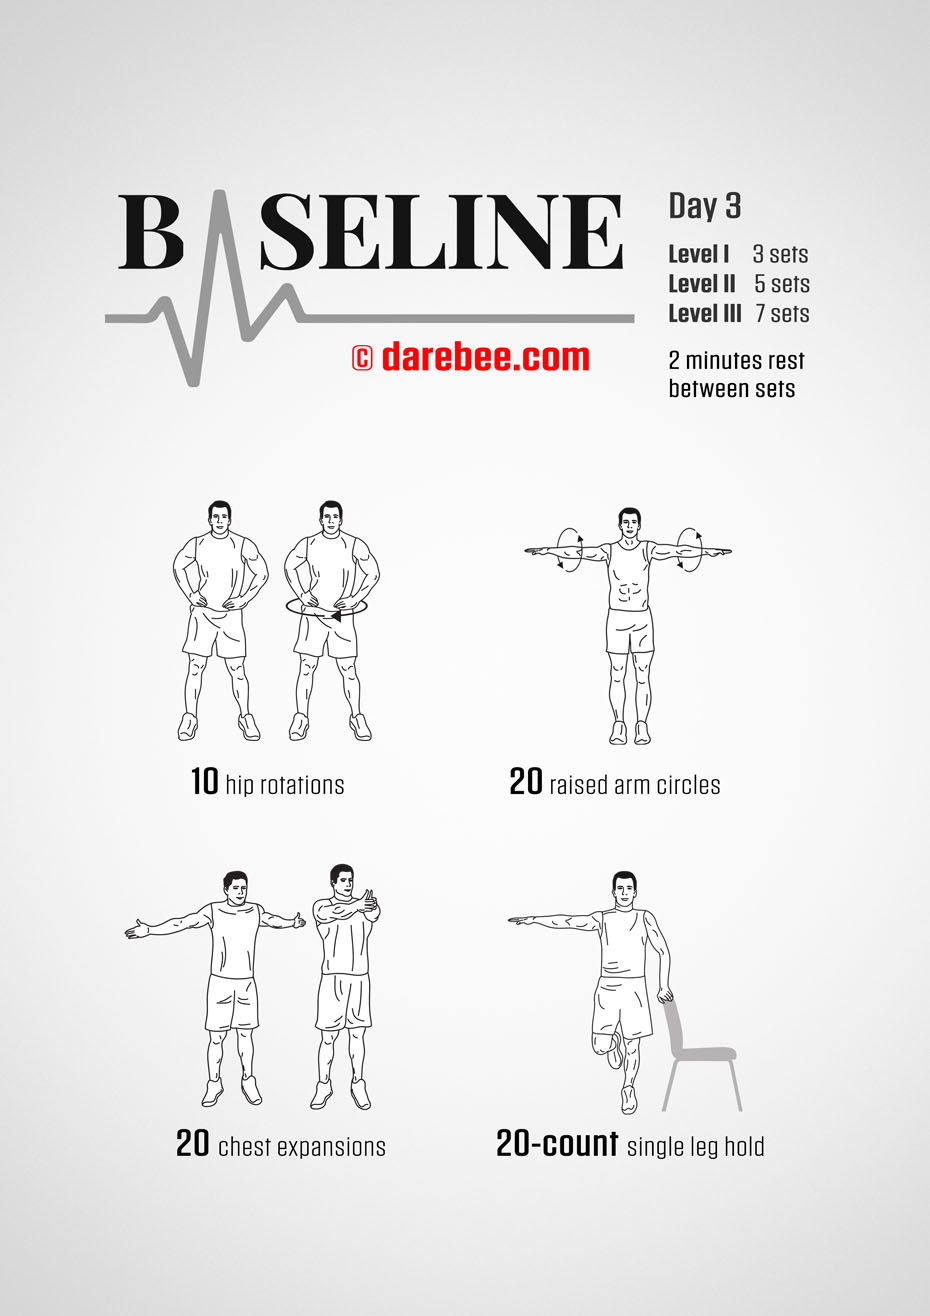 BASELINE
© darebee.com
Day 3
Level I 3 sets
Level II 5 sets
Level III 7 sets
2 minutes rest
between sets
10 hip rotations
20 raised arm circles
20 chest expansions
20-count single leg hold